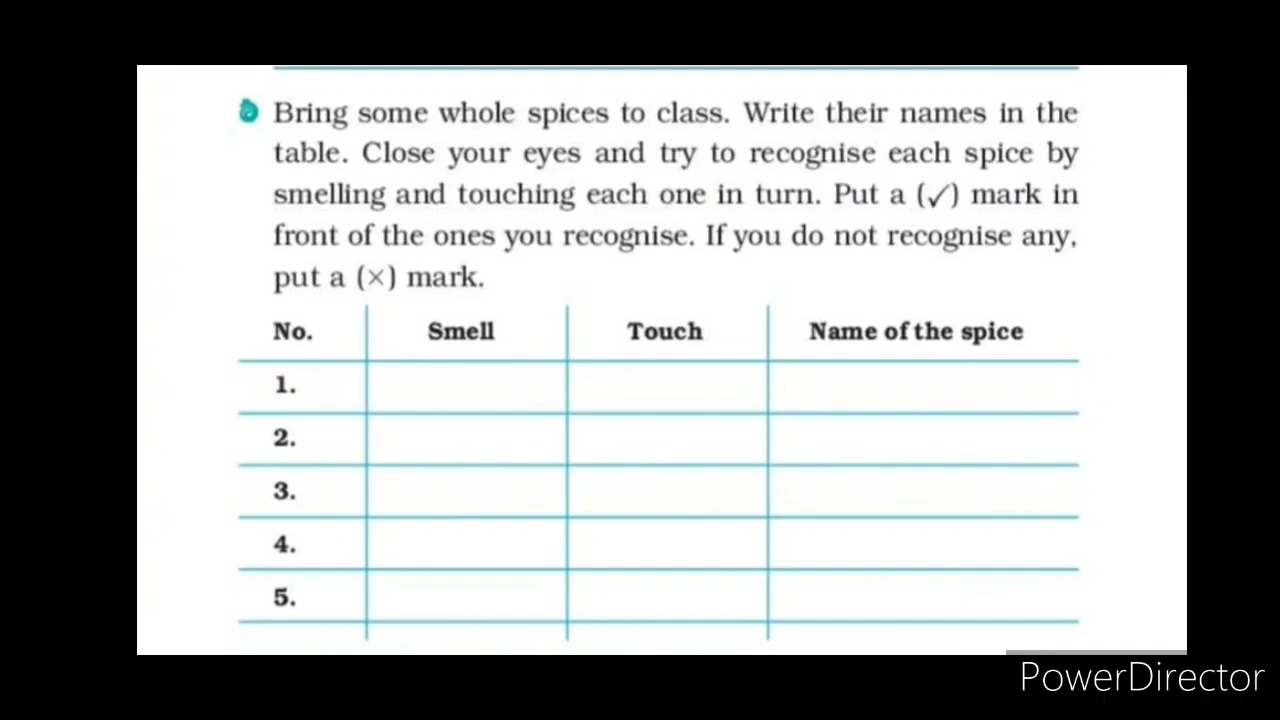 Bring some whole spices to class. Write their names in the
table. Close your eyes and try to recognise each spice by
smelling and touching each one in turn. Put a (✓) mark in
front of the ones you recognise. If you do not recognise any,
put a (×) mark.
No. Smell Touch Name of the spice
1.
2.
3.
4.
5.
PowerDirector